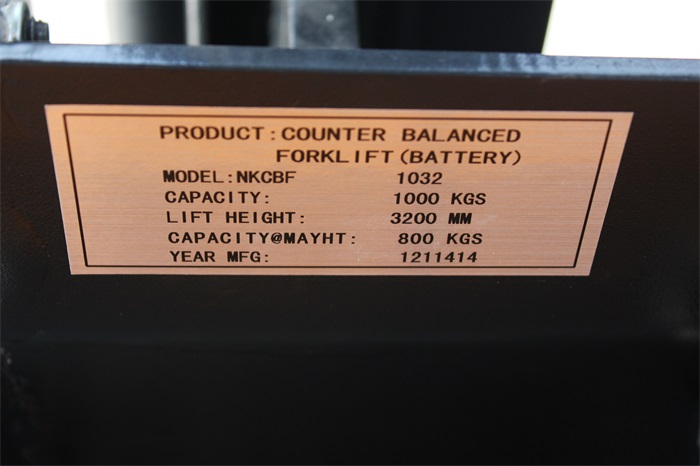 PRODUCT:COUNTER BALANCED
FORKLIFT(BATTERY)
MODEL:NKCBF 1032
CAPACITY: 1000 KGS
LIFT HEIGHT: 3200 MM
CAPACITY@MAYHT: 800 KGS
YEAR MFG: 1211414